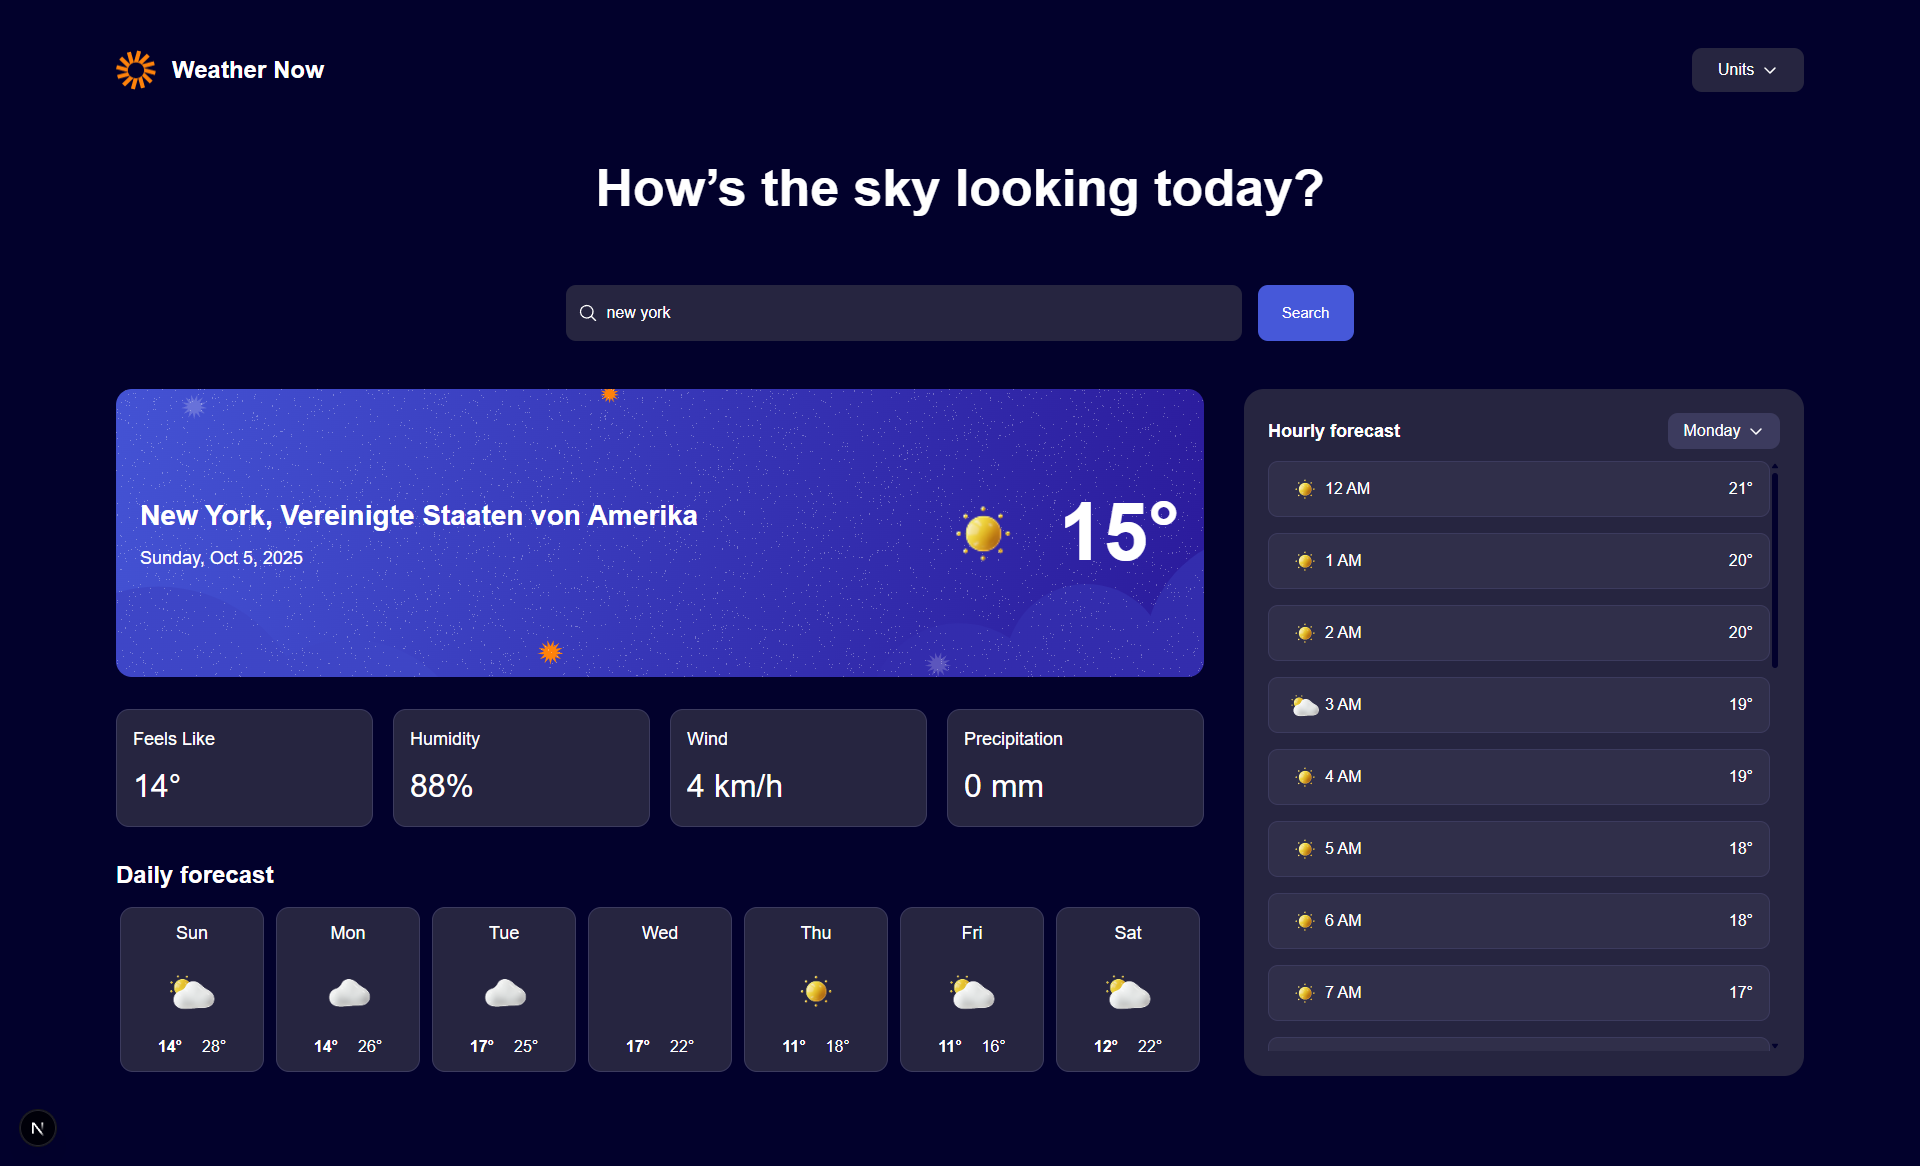 Weather Now
Units
How’s the sky looking today?
new york
Search
New York, Vereinigte Staaten von Amerika
Sunday, Oct 5, 2025
15°
Feels Like
14°
Humidity
88%
Wind
4 km/h
Precipitation
0 mm
Daily forecast
Sun
14° 28°
Mon
14° 26°
Tue
17° 25°
Wed
17° 22°
Thu
11° 18°
Fri
11° 16°
Sat
12° 22°
Hourly forecast
Monday
12 AM 21°
1 AM 20°
2 AM 20°
3 AM 19°
4 AM 19°
5 AM 18°
6 AM 18°
7 AM 17°
N